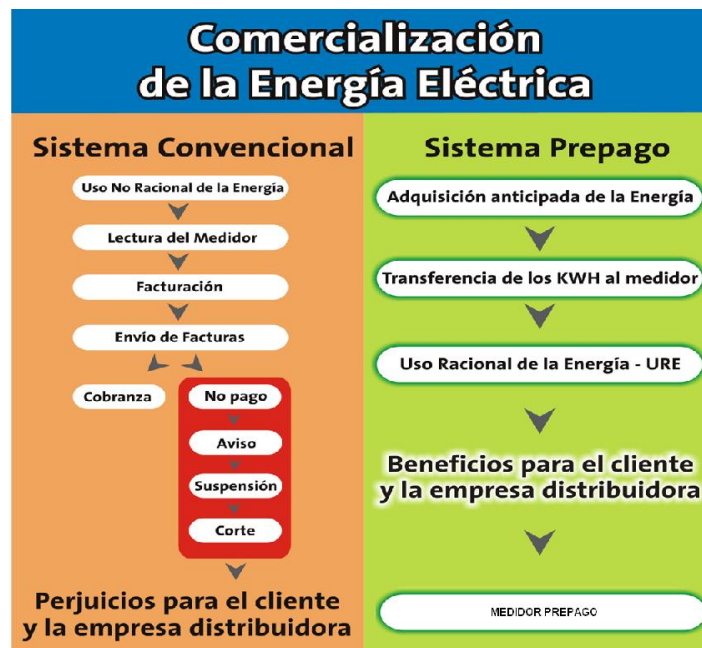 Comercialización
de la Energía Eléctrica
Sistema Convencional
Uso No Racional de la Energía
Lectura del Medidor
Facturación
Envío de Facturas
Cobranza
No pago
Aviso
Suspensión
Corte
Perjuicios para el cliente
y la empresa distribuidora
Sistema Prepago
Adquisición anticipada de la Energía
Transferencia de los KWH al medidor
Uso Racional de la Energía - URE
Beneficios para el cliente
y la empresa distribuidora
MEDIDOR PREPAGO